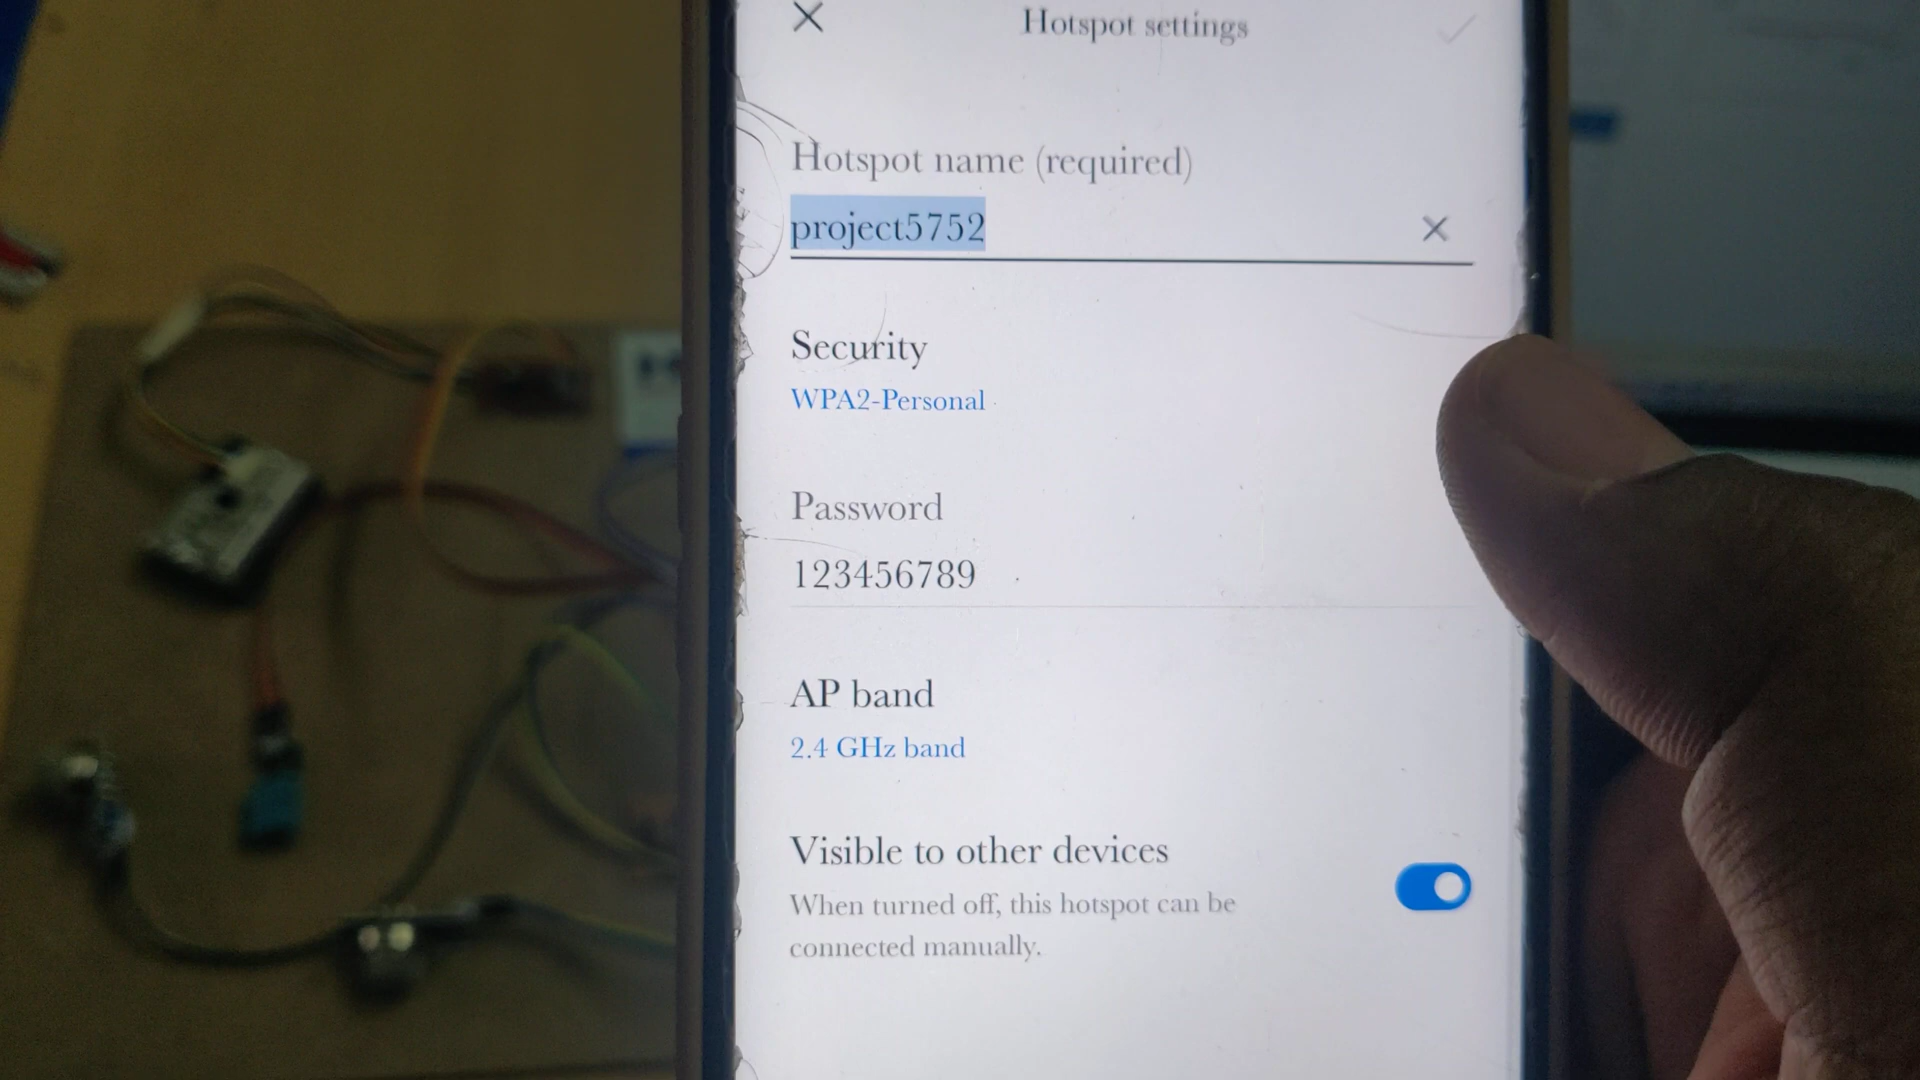 Hotspot settings
Hotspot name (required)
project5752
Security
WPA2-Personal
Password
123456789
AP band
2.4 GHz band
Visible to other devices
When turned off, this hotspot can be
connected manually.